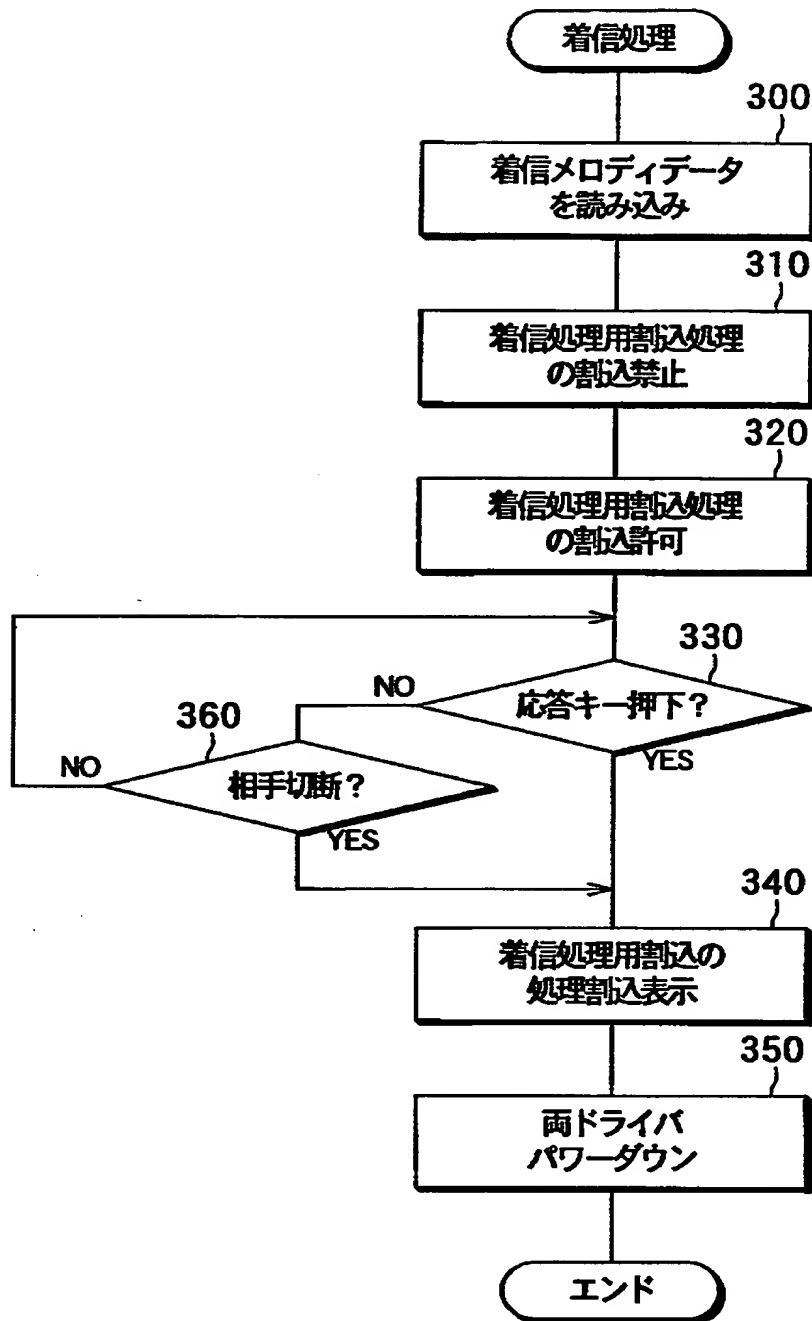 着信処理
300
着信メロディデータ
を読み込み
310
着信処理用割込処理
の割込禁止
320
着信処理用割込処理
の割込許可
330
応答キー押下？
NO
YES
360
相手切断？
NO
YES
340
着信処理用割込の
処理割込表示
350
両ドライバ
パワーダウン
エンド